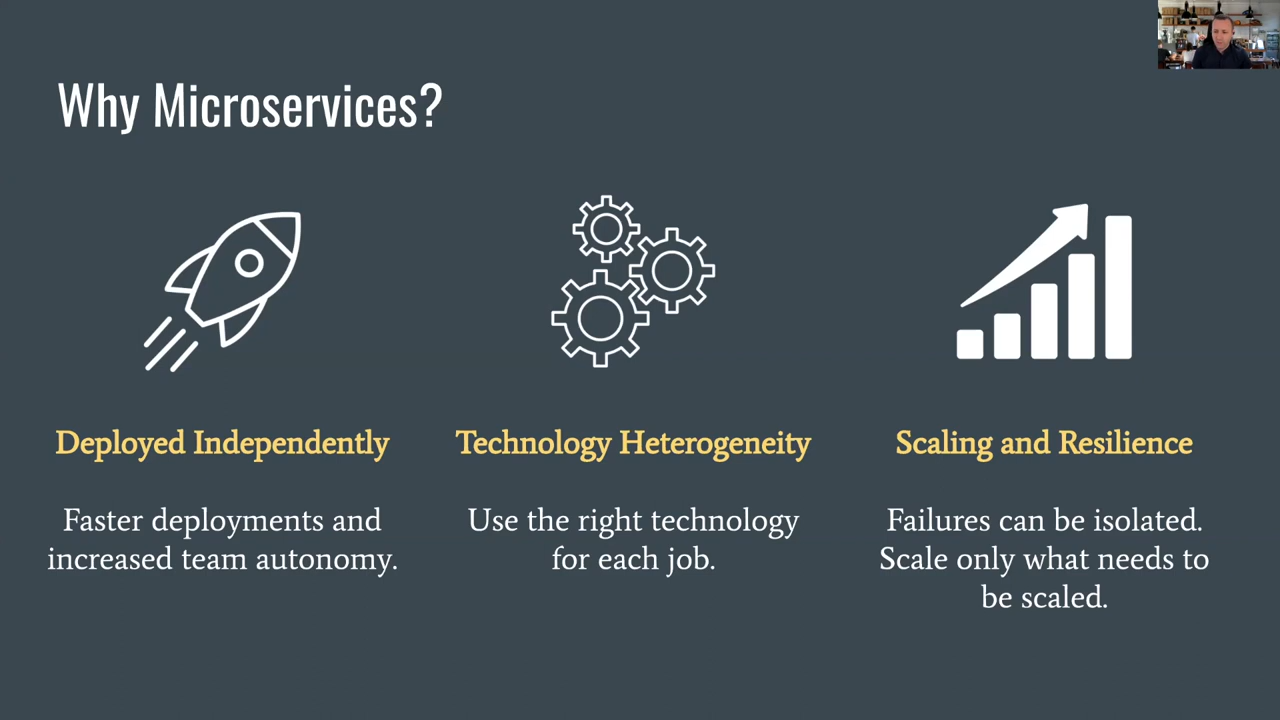 Why Microservices?
Deployed Independently
Faster deployments and
increased team autonomy.
Technology Heterogeneity
Use the right technology
for each job.
Scaling and Resilience
Failures can be isolated.
Scale only what needs to
be scaled.